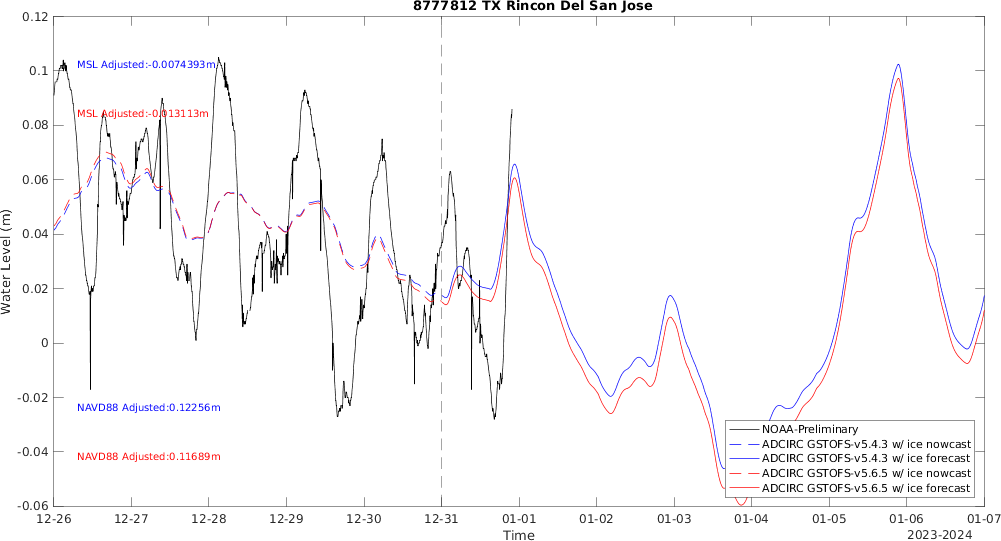 8777812 TX Rincon Del San Jose
0.12
0.1
0.08
0.06
0.04
0.02
0
-0.02
-0.04
-0.06
Water Level (m)
MSL Adjusted:-0.0074393m
MSL Adjusted:-0.013113m
NAVD88 Adjusted:0.12256m
NAVD88 Adjusted:0.11689m
NOAA-Preliminary
ADCIRC GSTOFS-v5.4.3 w/ ice nowcast
ADCIRC GSTOFS-v5.4.3 w/ ice forecast
ADCIRC GSTOFS-v5.6.5 w/ ice nowcast
ADCIRC GSTOFS-v5.6.5 w/ ice forecast
12-26 12-27 12-28 12-29 12-30 12-31 01-01 01-02 01-03 01-04 01-05 01-06 01-07
Time
2023-2024